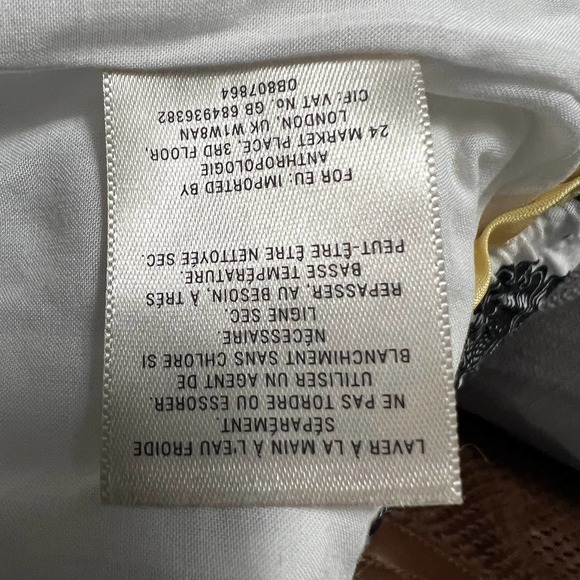 LAVER À LA MAIN À L'EAU FROIDE
SÉPARÉMENT.
NE PAS TORDRE OU ESSORER.
UTILISER UN AGENT DE
BLANCHIMENT SANS CHLORE SI
NÉCESSAIRE.
LIGNE SEC.
REPASSER, AU BESOIN, À TRÉS
BASSE TEMPÉRATURE.
PEUT-ÊTRE ÊTRE NETTOYÉE SEC.
FOR EU: IMPORTED BY
ANTHROPOLOGIE
24 MARKET PLACE, 3RD FLOOR,
LONDON, UK W1W8AN
CIF: VAT No. GB 684936382
OB807864